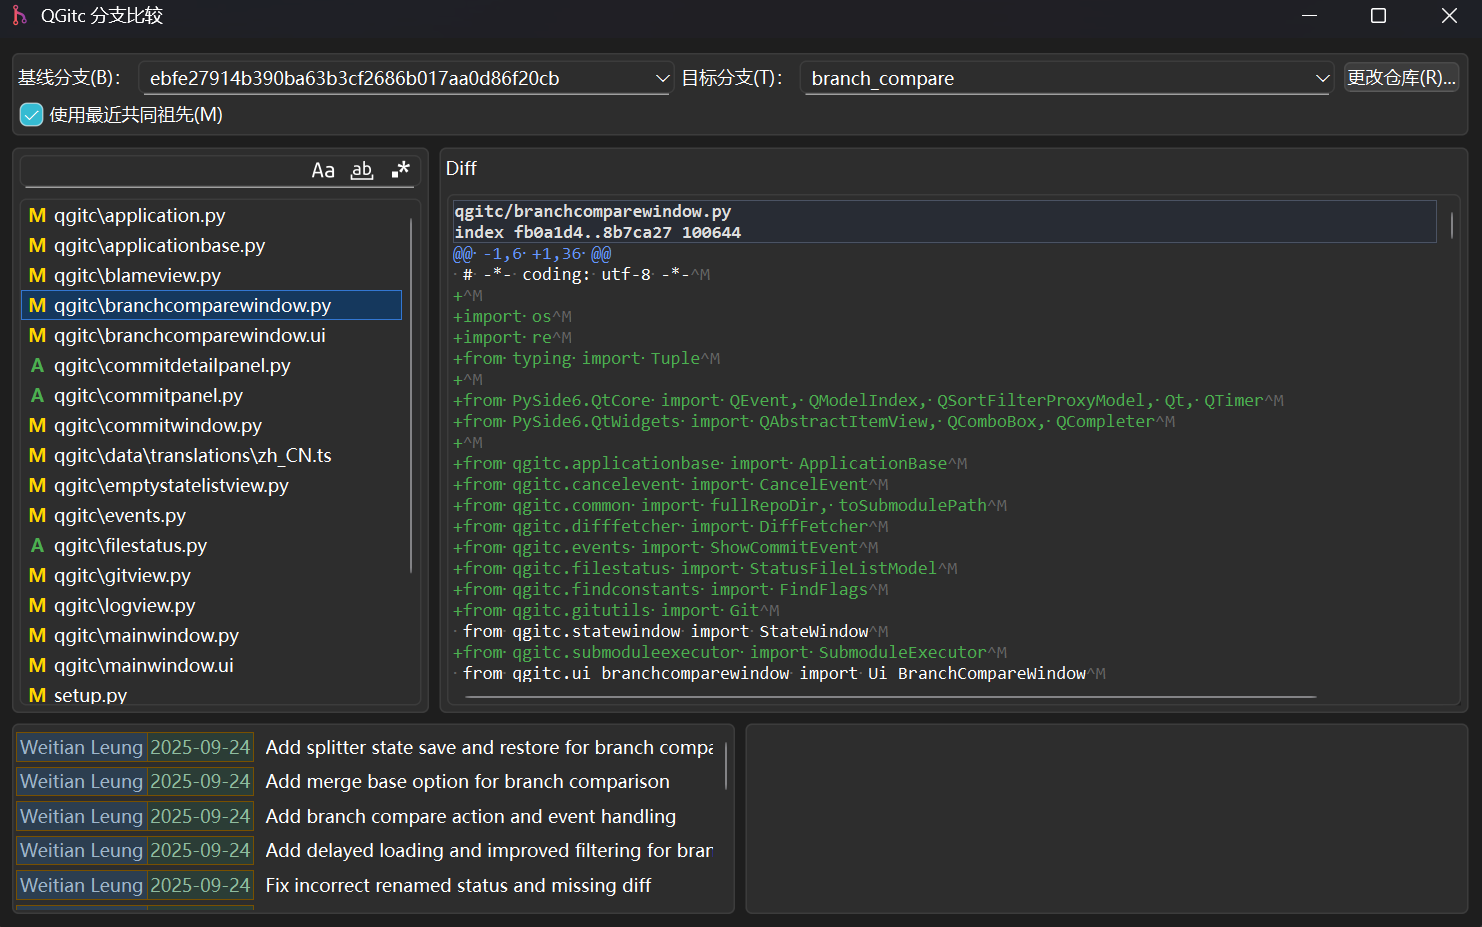 QGitc 分支比较
基线分支(B)： ebfe27914b390ba63b3cf2686b017aa0d86f20cb 目标分支(T)： branch_compare 更改仓库(R)...
使用最近共同祖先(M)
Aa ab .*
M qgitc\application.py
M qgitc\applicationbase.py
M qgitc\blameview.py
M qgitc\branchcomparewindow.py
M qgitc\branchcomparewindow.ui
A qgitc\commitdetailpanel.py
A qgitc\commitpanel.py
M qgitc\commitwindow.py
M qgitc\data\translations\zh_CN.ts
M qgitc\emptystatelistview.py
M qgitc\events.py
A qgitc\filestatus.py
M qgitc\gitview.py
M qgitc\logview.py
M qgitc\mainwindow.py
M qgitc\mainwindow.ui
M setup.py
Diff
qgitc/branchcomparewindow.py
index fb0a1d4..8b7ca27 100644
@@ -1,6 +1,36 @@
 # -*- coding: utf-8 -*-^M
+^M
+import os^M
+import re^M
+from typing import Tuple^M
+^M
+from PySide6.QtCore import QEvent, QModelIndex, QSortFilterProxyModel, Qt, QTimer^M
+from PySide6.QtWidgets import QAbstractItemView, QComboBox, QCompleter^M
+^M
+from qgitc.applicationbase import ApplicationBase^M
+from qgitc.cancelevent import CancelEvent^M
+from qgitc.common import fullRepoDir, toSubmodulePath^M
+from qgitc.difffetcher import DiffFetcher^M
+from qgitc.events import ShowCommitEvent^M
+from qgitc.filestatus import StatusFileListModel^M
+from qgitc.findconstants import FindFlags^M
+from qgitc.gitutils import Git^M
 from qgitc.statewindow import StateWindow^M
+from qgitc.submoduleexecutor import SubmoduleExecutor^M
 from qgitc.ui branchcomparewindow import Ui BranchCompareWindow^M
Weitian Leung 2025-09-24 Add splitter state save and restore for branch compa
Weitian Leung 2025-09-24 Add merge base option for branch comparison
Weitian Leung 2025-09-24 Add branch compare action and event handling
Weitian Leung 2025-09-24 Add delayed loading and improved filtering for bran
Weitian Leung 2025-09-24 Fix incorrect renamed status and missing diff